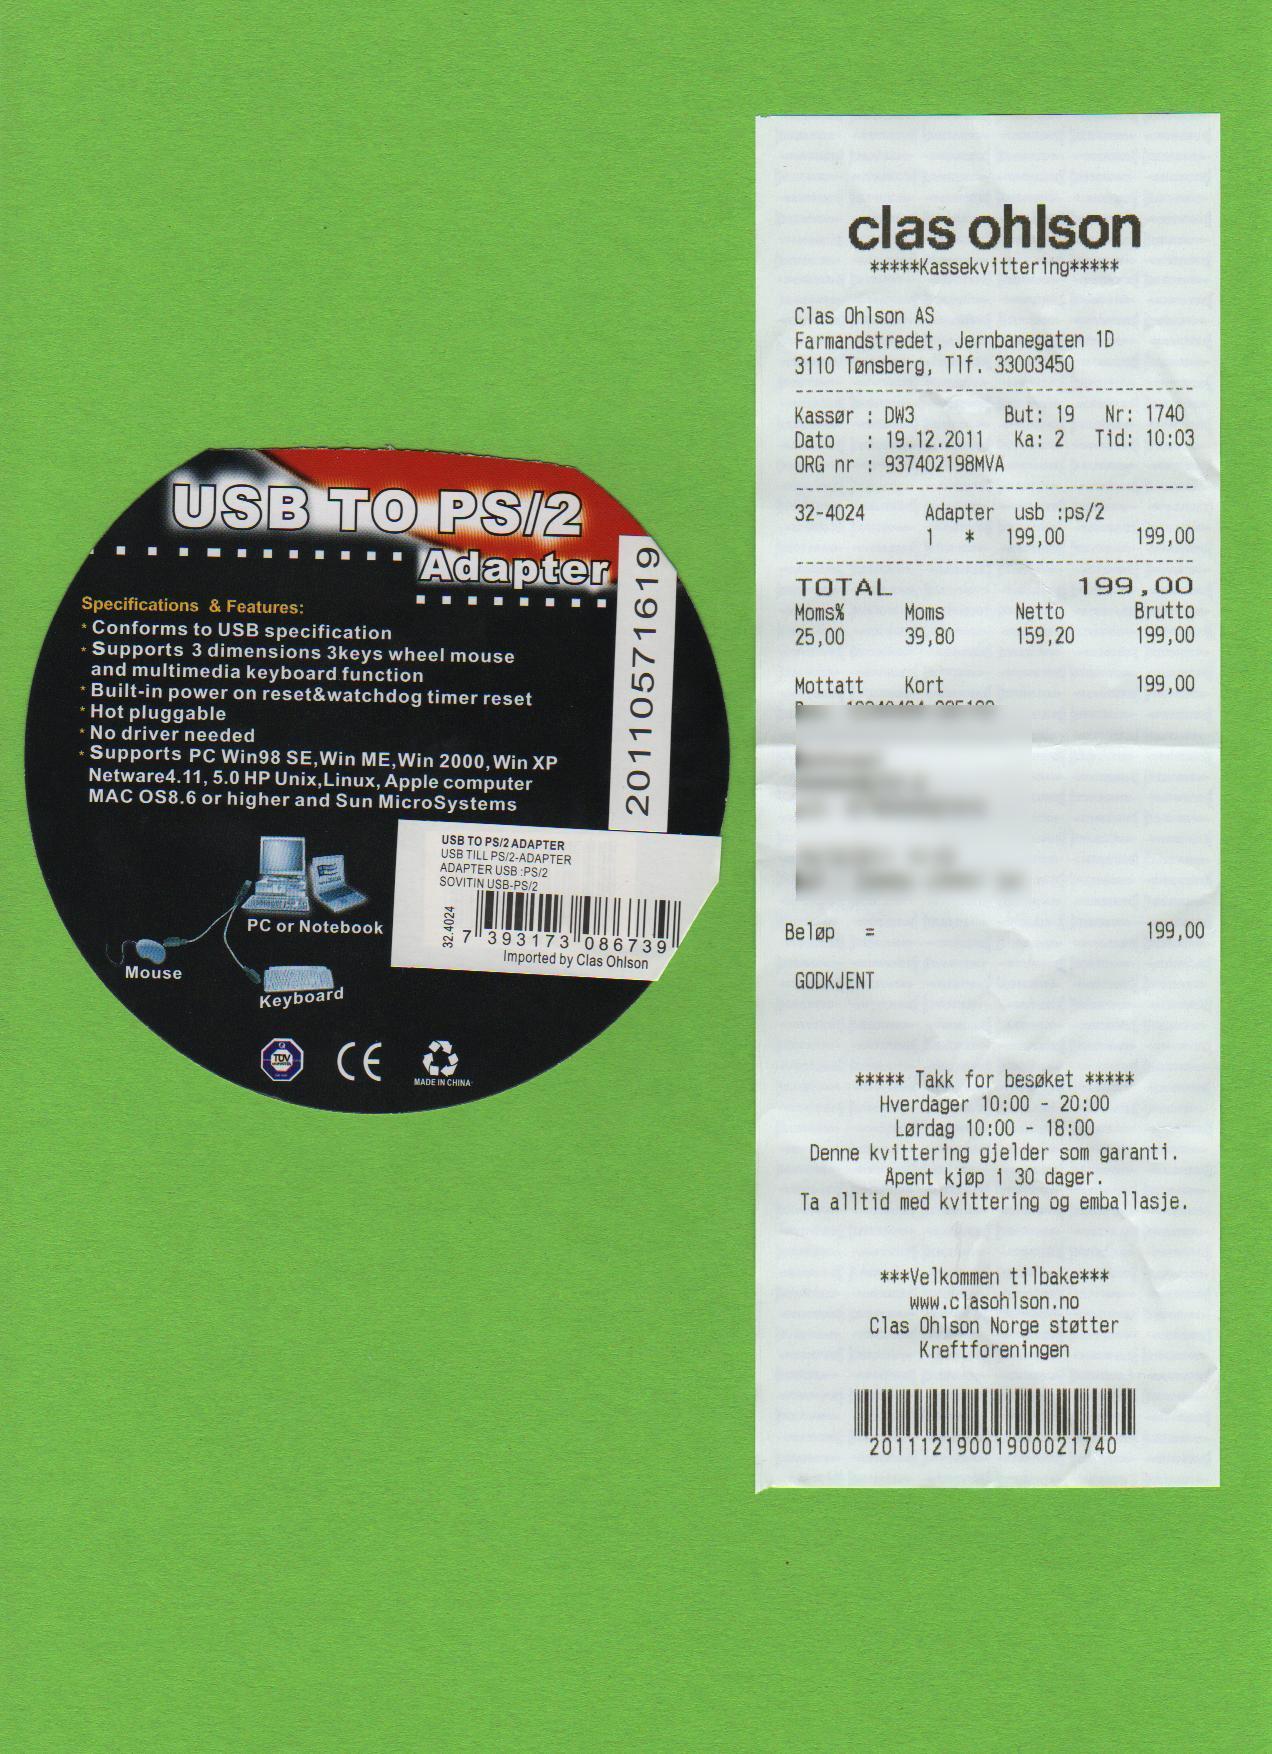 USB TO PS/2
Adapter
Specifications & Features:
* Conforms to USB specification
* Supports 3 dimensions 3keys wheel mouse
and multimedia keyboard function
* Built-in power on reset&watchdog timer reset
* Hot pluggable
* No driver needed
* Supports PC Win98 SE,Win ME,Win 2000,Win XP
Netware4.11, 5.0 HP Unix,Linux, Apple computer
MAC OS8.6 or higher and Sun MicroSystems
20110571619
USB TO PS/2 ADAPTER
USB TILL PS/2-ADAPTER
ADAPTER USB :PS/2
SOVITIN USB-PS/2
32.4024
7 393173 086739
Imported by Clas Ohlson
PC or Notebook
Mouse
Keyboard
TÜV
CE
MADE IN CHINA
clas ohlson
*****Kassekvittering*****
Clas Ohlson AS
Farmandstredet, Jernbanegaten 1D
3110 Tønsberg, Tlf. 33003450
Kassør : DW3 But: 19 Nr: 1740
Dato : 19.12.2011 Ka: 2 Tid: 10:03
ORG nr : 937402198MVA
32-4024 Adapter usb :ps/2
1 * 199,00 199,00
TOTAL 199,00
Moms% Moms Netto Brutto
25,00 39,80 159,20 199,00
Mottatt Kort 199,00
Beløp = 199,00
GODKJENT
***** Takk for besøket *****
Hverdager 10:00 - 20:00
Lørdag 10:00 - 18:00
Denne kvittering gjelder som garanti.
Åpent kjøp i 30 dager.
Ta alltid med kvittering og emballasje.
***Velkommen tilbake***
www.clasohlson.no
Clas Ohlson Norge støtter
Kreftforeningen
20111219001900021740